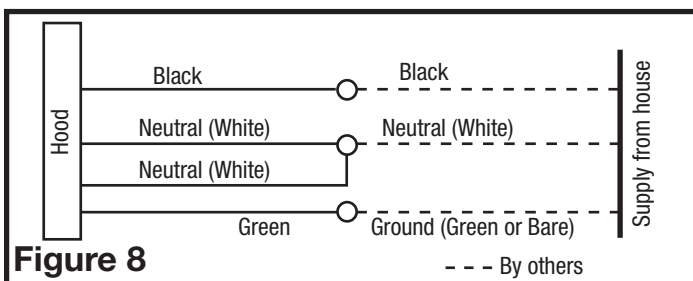 Hood
Black
Black
Neutral (White)
Neutral (White)
Neutral (White)
Green
Ground (Green or Bare)
Supply from house
Figure 8
By others